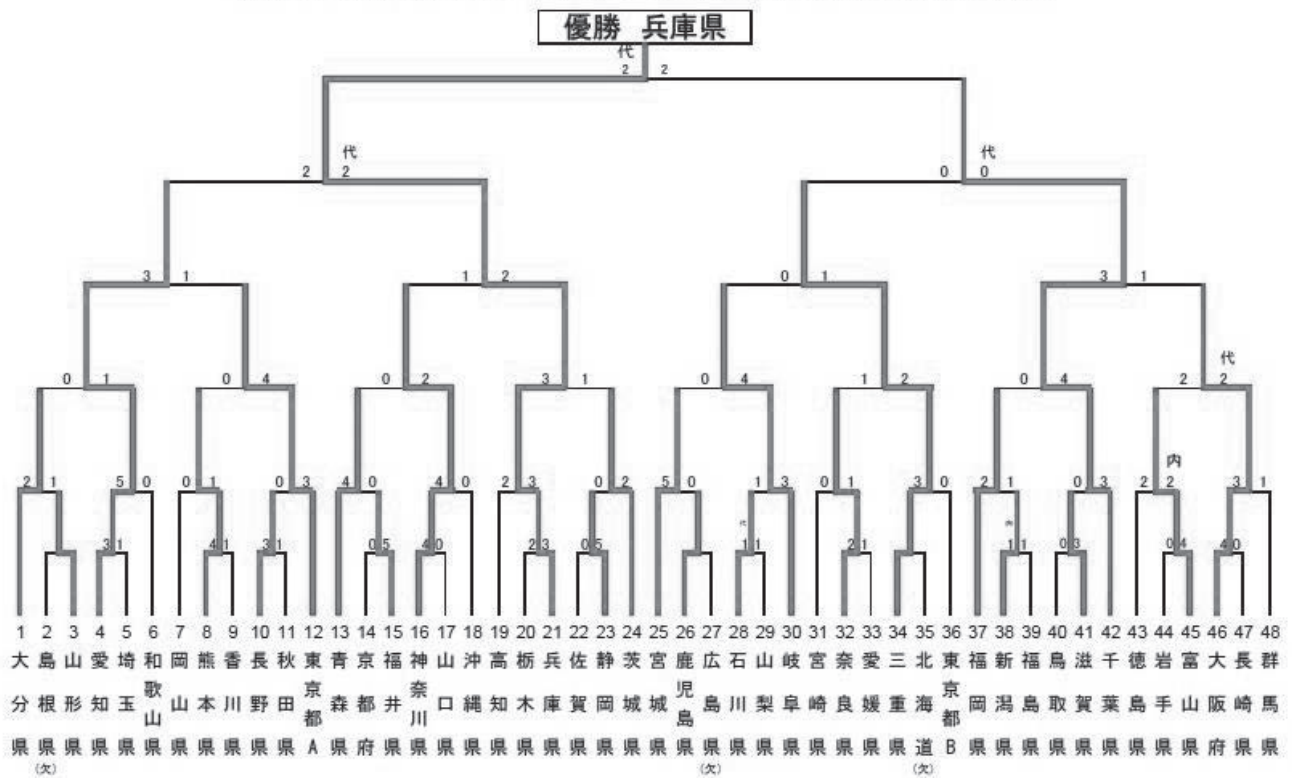 優勝 兵庫県
代
2 2
代 代
2 2 0 0
3 1 1 2 0 1 3 1
代
0 1 0 4 0 2 3 1 0 4 1 2 0 4 2 2
内
2 1 5 0 0 1 0 3 4 0 4 0 2 3 0 2 5 0 1 3 0 1 3 0 2 1 0 3 2 2 3 1
代
3 1 4 1 3 1 0 5 4 0 2 3 0 5 1 1 2 1 1 1 0 3 0 4 4 0
1 2 3 4 5 6 7 8 9 10 11 12 13 14 15 16 17 18 19 20 21 22 23 24 25 26 27 28 29 30 31 32 33 34 35 36 37 38 39 40 41 42 43 44 45 46 47 48
大分県 島根県 山形県 愛知県 埼玉県 和歌山県 岡山県 熊本県 香川県 長野県 秋田県 東京都A 青森県 京都府 福井県 神奈川県 山口県 沖縄県 高知県 栃木県 兵庫県 佐賀県 静岡県 茨城県 宮城県 鹿児島県 広島県 石川県 山梨県 岐阜県 宮崎県 奈良県 愛媛県 三重県 北海道 東京都B 福岡県 新潟県 福島県 鳥取県 滋賀県 千葉県 徳島県 岩手県 富山県 大阪府 長崎県 群馬県
(欠) (欠) (欠)